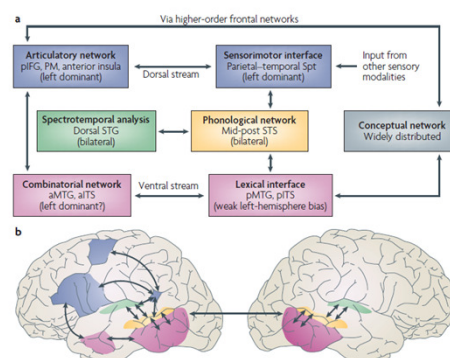 a
Via higher-order frontal networks
Articulatory network
pIFG, PM, anterior insula
(left dominant)
Dorsal stream
Sensorimotor interface
Parietal–temporal Spt
(left dominant)
Input from
other sensory
modalities
Spectrotemporal analysis
Dorsal STG
(bilateral)
Phonological network
Mid-post STS
(bilateral)
Conceptual network
Widely distributed
Combinatorial network
aMTG, aITS
(left dominant?)
Ventral stream
Lexical interface
pMTG, pITS
(weak left-hemisphere bias)
b